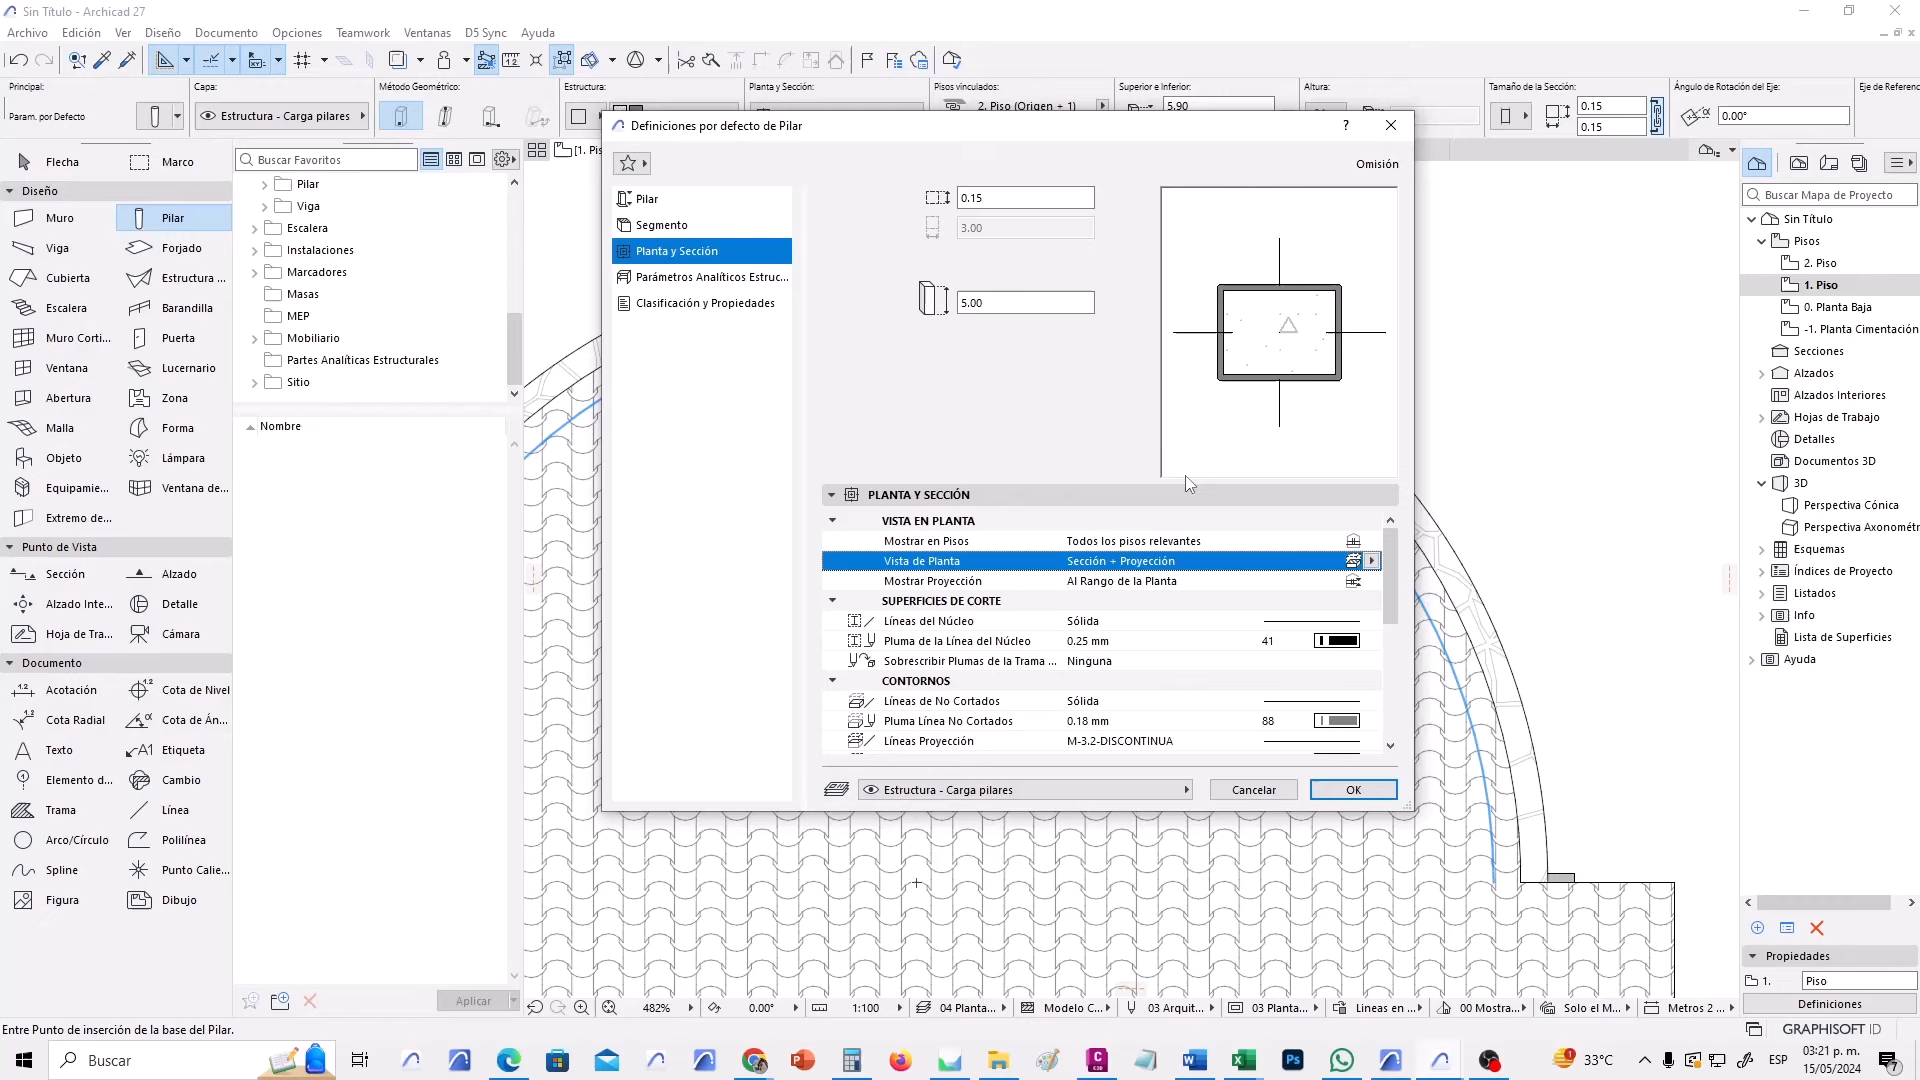 Sin Título - Archicad 27
Archivo Edición Ver Diseño Documento Opciones Teamwork Ventanas D5 Sync Ayuda
Principal: Capa: Método Geométrico: Estructura: Planta y Sección: Pisos vinculados: Superior e Inferior: Altura: Tamaño de la Sección: Ángulo de Rotación del Eje: Eje de Referenc
Param. por Defecto
Estructura - Carga pilares
2. Piso (Origen + 1)
5.90
0.15
0.15
0.00°
Flecha
Marco
Diseño
Muro
Pilar
Viga
Forjado
Cubierta
Estructura ...
Escalera
Barandilla
Muro Corti...
Puerta
Ventana
Lucernario
Abertura
Zona
Malla
Forma
Objeto
Lámpara
Equipamie...
Ventana de...
Extremo de...
Punto de Vista
Sección
Alzado
Alzado Inte...
Detalle
Hoja de Tra...
Cámara
Documento
Acotación
Cota de Nivel
Cota Radial
Cota de Án...
Texto
Etiqueta
Elemento d...
Cambio
Trama
Línea
Arco/Círculo
Polilínea
Spline
Punto Calie...
Figura
Dibujo
Buscar Favoritos
Pilar
Viga
Escalera
Instalaciones
Marcadores
Masas
MEP
Mobiliario
Partes Analíticas Estructurales
Sitio
Nombre
Aplicar
[1. Pis
Definiciones por defecto de Pilar
?
Omisión
Pilar
Segmento
Planta y Sección
Parámetros Analíticos Estruc...
Clasificación y Propiedades
0.15
3.00
5.00
PLANTA Y SECCIÓN
VISTA EN PLANTA
Mostrar en Pisos Todos los pisos relevantes
Vista de Planta Sección + Proyección
Mostrar Proyección Al Rango de la Planta
SUPERFICIES DE CORTE
Líneas del Núcleo Sólida
Pluma de la Línea del Núcleo 0.25 mm 41
Sobrescribir Plumas de la Trama ... Ninguna
CONTORNOS
Líneas de No Cortados Sólida
Pluma Línea No Cortados 0.18 mm 88
Líneas Proyección M-3.2-DISCONTINUA
Estructura - Carga pilares
Cancelar
OK
Buscar Mapa de Proyecto
Sin Título
Pisos
2. Piso
1. Piso
0. Planta Baja
-1. Planta Cimentación
Secciones
Alzados
Alzados Interiores
Hojas de Trabajo
Detalles
Documentos 3D
3D
Perspectiva Cónica
Perspectiva Axonométr
Esquemas
Índices de Proyecto
Listados
Info
Lista de Superficies
Ayuda
Propiedades
1. Piso
Definiciones
482% 0.00° 1:100 04 Planta... Modelo C... 03 Arquit... 03 Planta... Lineas en... 00 Mostrar... Solo el M... Metros 2 ...
Entre Punto de inserción de la base del Pilar.
GRAPHISOFT ID
Buscar
33°C
ESP
03:21 p. m.
15/05/2024
7